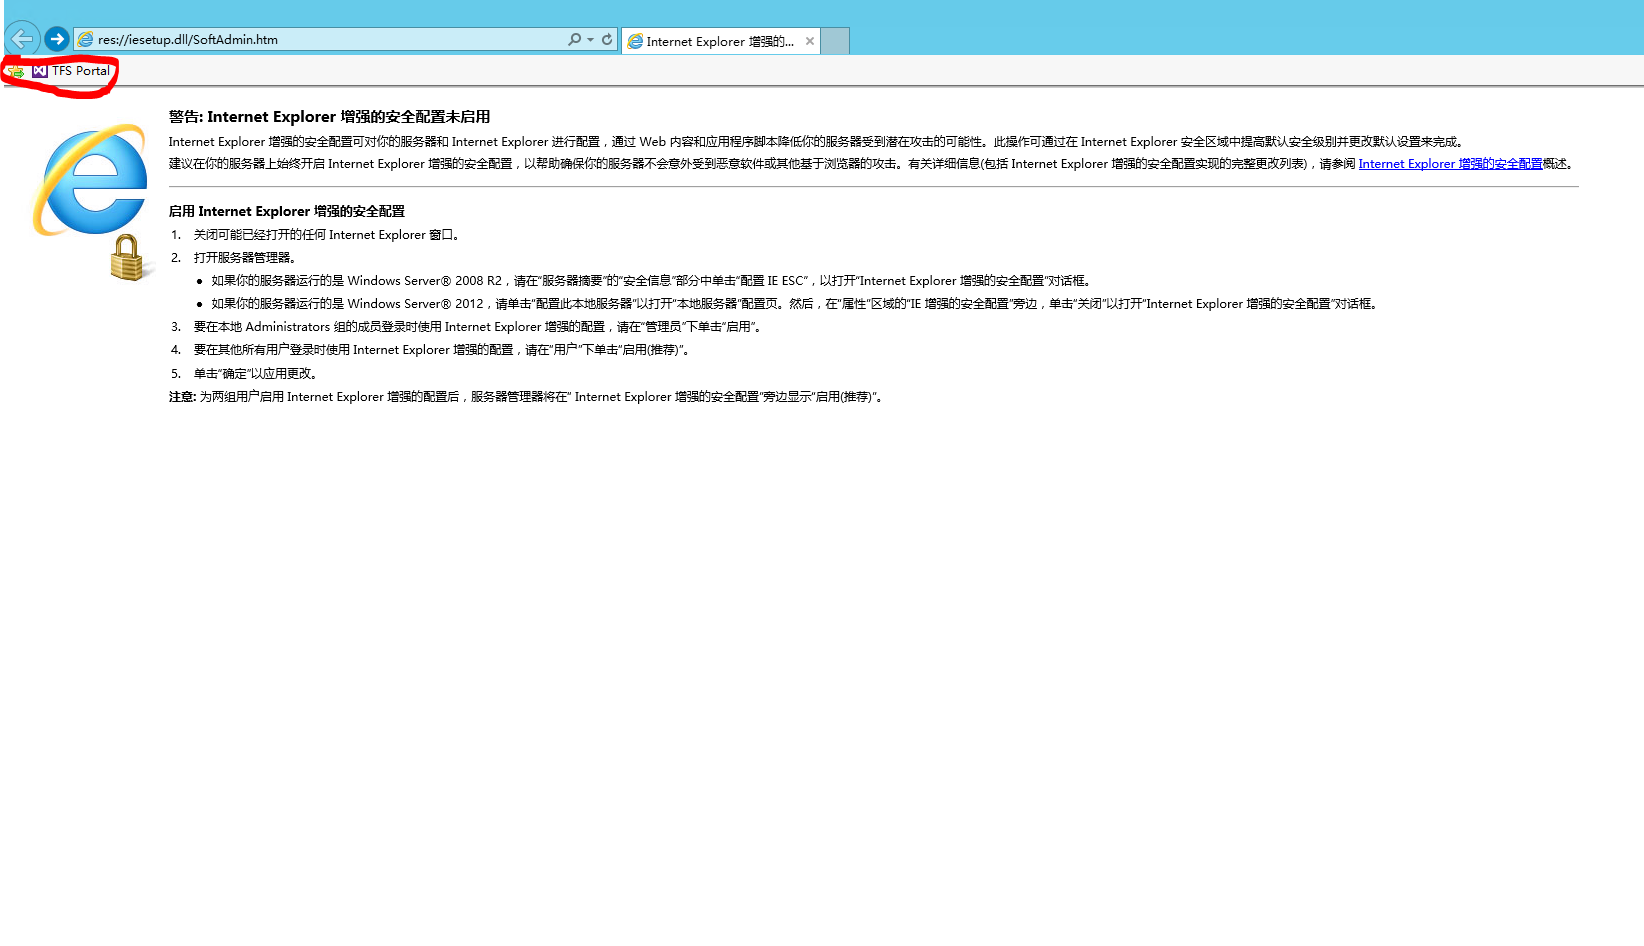 res://iesetup.dll/SoftAdmin.htm
Internet Explorer 增强的...
TFS Portal
警告: Internet Explorer 增强的安全配置未启用
Internet Explorer 增强的安全配置可对你的服务器和 Internet Explorer 进行配置，通过 Web 内容和应用程序脚本降低你的服务器受到潜在攻击的可能性。此操作可通过在 Internet Explorer 安全区域中提高默认安全级别并更改默认设置来完成。
建议在你的服务器上始终开启 Internet Explorer 增强的安全配置，以帮助确保你的服务器不会意外受到恶意软件或其他基于浏览器的攻击。有关详细信息(包括 Internet Explorer 增强的安全配置实现的完整更改列表)，请参阅 Internet Explorer 增强的安全配置概述。
启用 Internet Explorer 增强的安全配置
1. 关闭可能已经打开的任何 Internet Explorer 窗口。
2. 打开服务器管理器。
• 如果你的服务器运行的是 Windows Server® 2008 R2，请在"服务器摘要"的"安全信息"部分中单击"配置 IE ESC"，以打开"Internet Explorer 增强的安全配置"对话框。
• 如果你的服务器运行的是 Windows Server® 2012，请单击"配置此本地服务器"以打开"本地服务器"配置页。然后，在"属性"区域的"IE 增强的安全配置"旁边，单击"关闭"以打开"Internet Explorer 增强的安全配置"对话框。
3. 要在本地 Administrators 组的成员登录时使用 Internet Explorer 增强的配置，请在"管理员"下单击"启用"。
4. 要在其他所有用户登录时使用 Internet Explorer 增强的配置，请在"用户"下单击"启用(推荐)"。
5. 单击"确定"以应用更改。
注意: 为两组用户启用 Internet Explorer 增强的配置后，服务器管理器将在" Internet Explorer 增强的安全配置"旁边显示"启用(推荐)"。